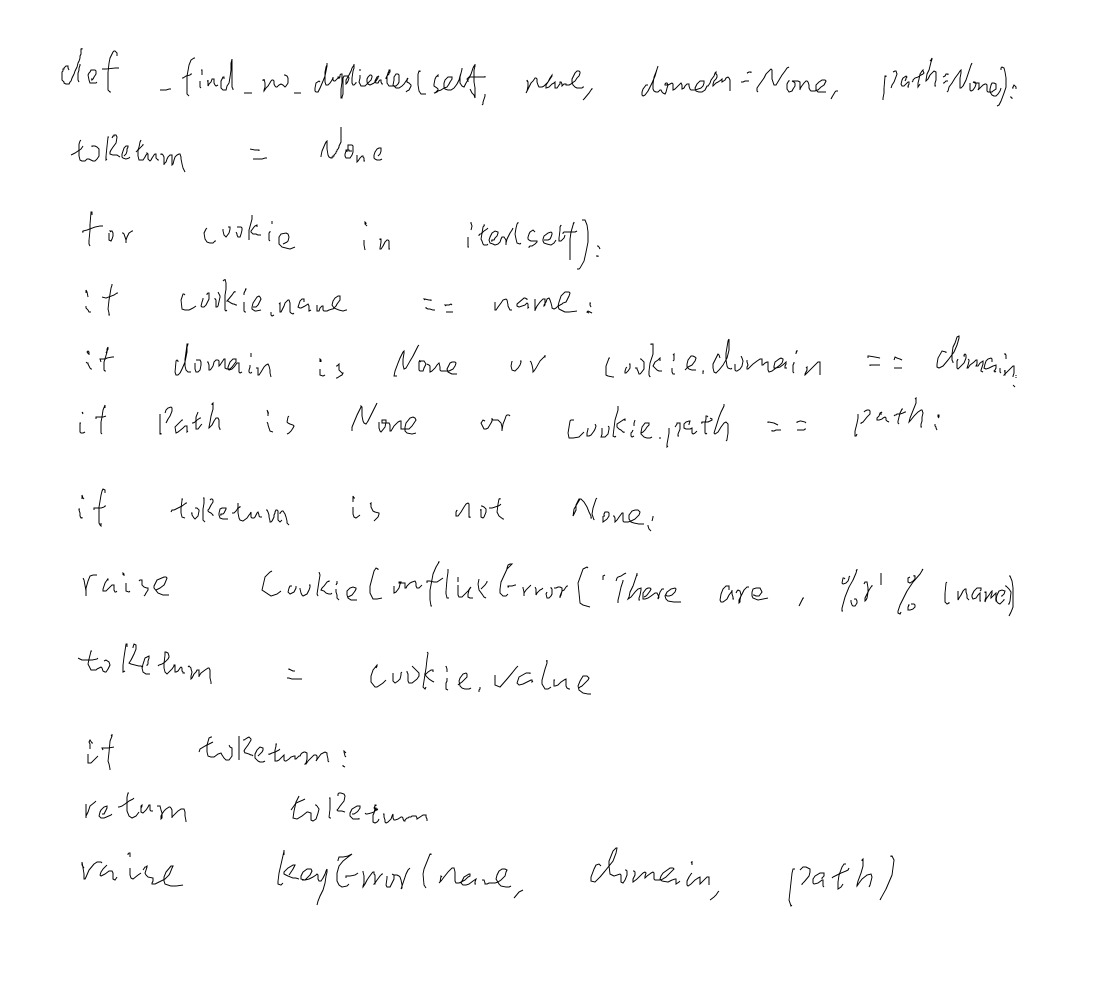 def _find_no_duplicates(self, name, domain=None, path=None):
toReturn = None
for cookie in iter(self):
if cookie.name == name:
if domain is None or cookie.domain == domain:
if Path is None or cookie.path == path:
if toReturn is not None:
raise CookieConflictError('There are , %r' % (name)
toReturn = cookie.value
if toReturn:
return toReturn
raise keyError(name, domain, path)